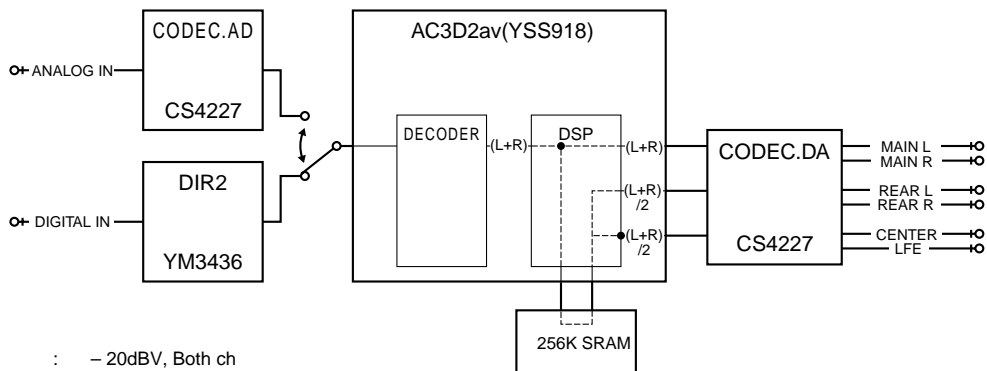 CODEC.AD
AC3D2av(YSS918)
ANALOG IN
CS4227
DECODER
(L+R)
DSP
(L+R)
CODEC.DA
MAIN L
MAIN R
DIR2
(L+R)
/2
REAR L
REAR R
DIGITAL IN
(L+R)
/2
CENTER
LFE
YM3436
CS4227
256K SRAM
: – 20dBV, Both ch